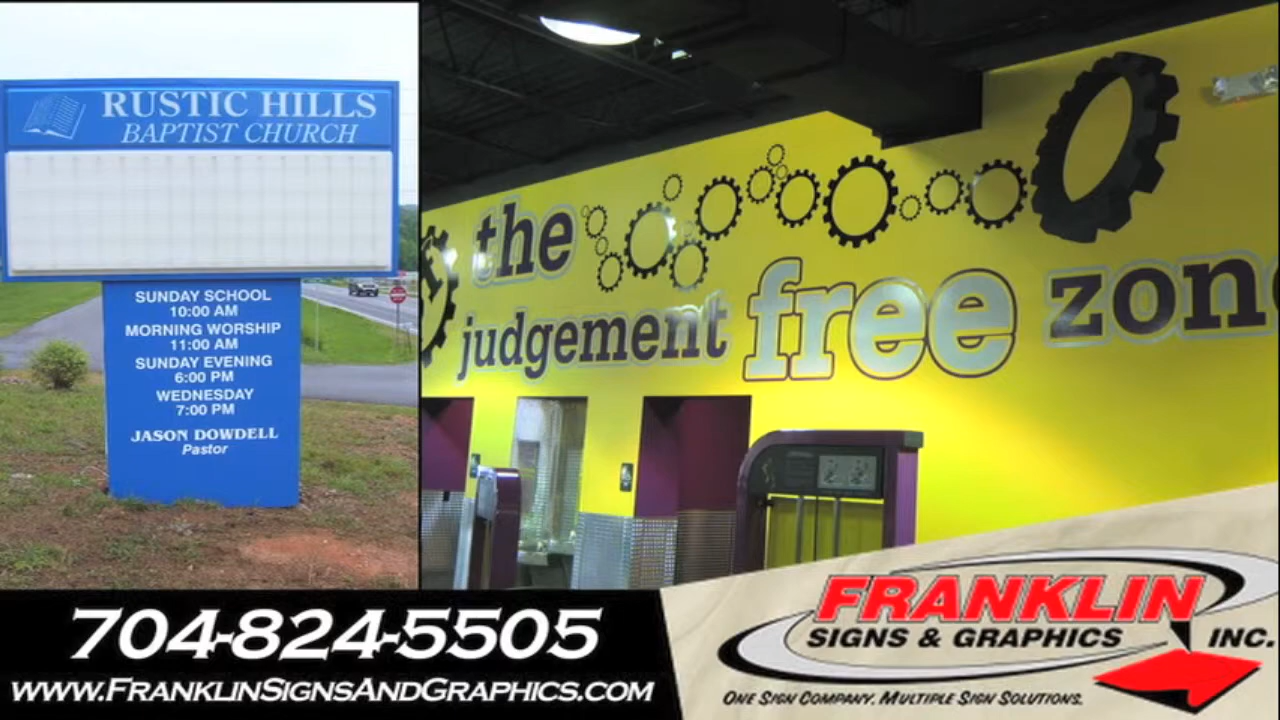 RUSTIC HILLS
BAPTIST CHURCH
SUNDAY SCHOOL
10:00 AM
MORNING WORSHIP
11:00 AM
SUNDAY EVENING
6:00 PM
WEDNESDAY
7:00 PM
JASON DOWDELL
Pastor
the
judgement free zone
704-824-5505
WWW.FRANKLINSIGNSANDGRAPHICS.COM
FRANKLIN
SIGNS & GRAPHICS INC.
ONE SIGN COMPANY. MULTIPLE SIGN SOLUTIONS.